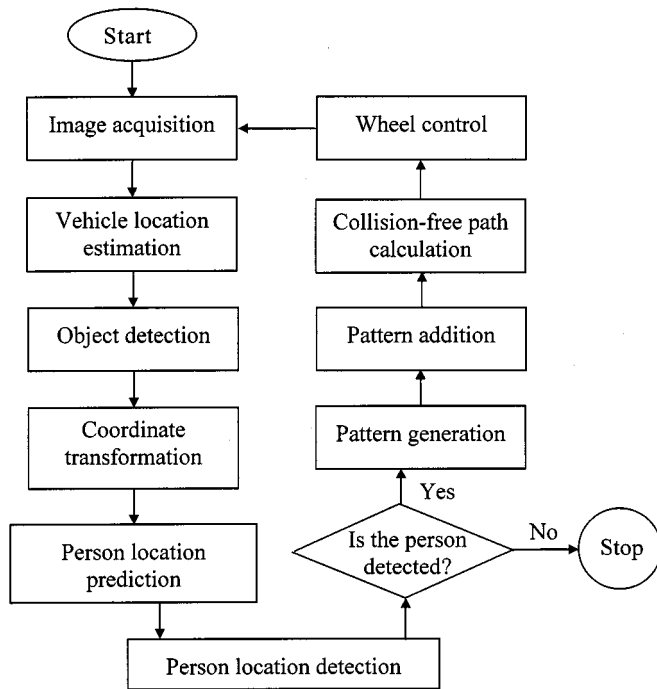 Start
Image acquisition
Vehicle location
estimation
Object detection
Coordinate
transformation
Person location
prediction
Person location detection
Is the person
detected?
No
Stop
Yes
Pattern generation
Pattern addition
Collision-free path
calculation
Wheel control